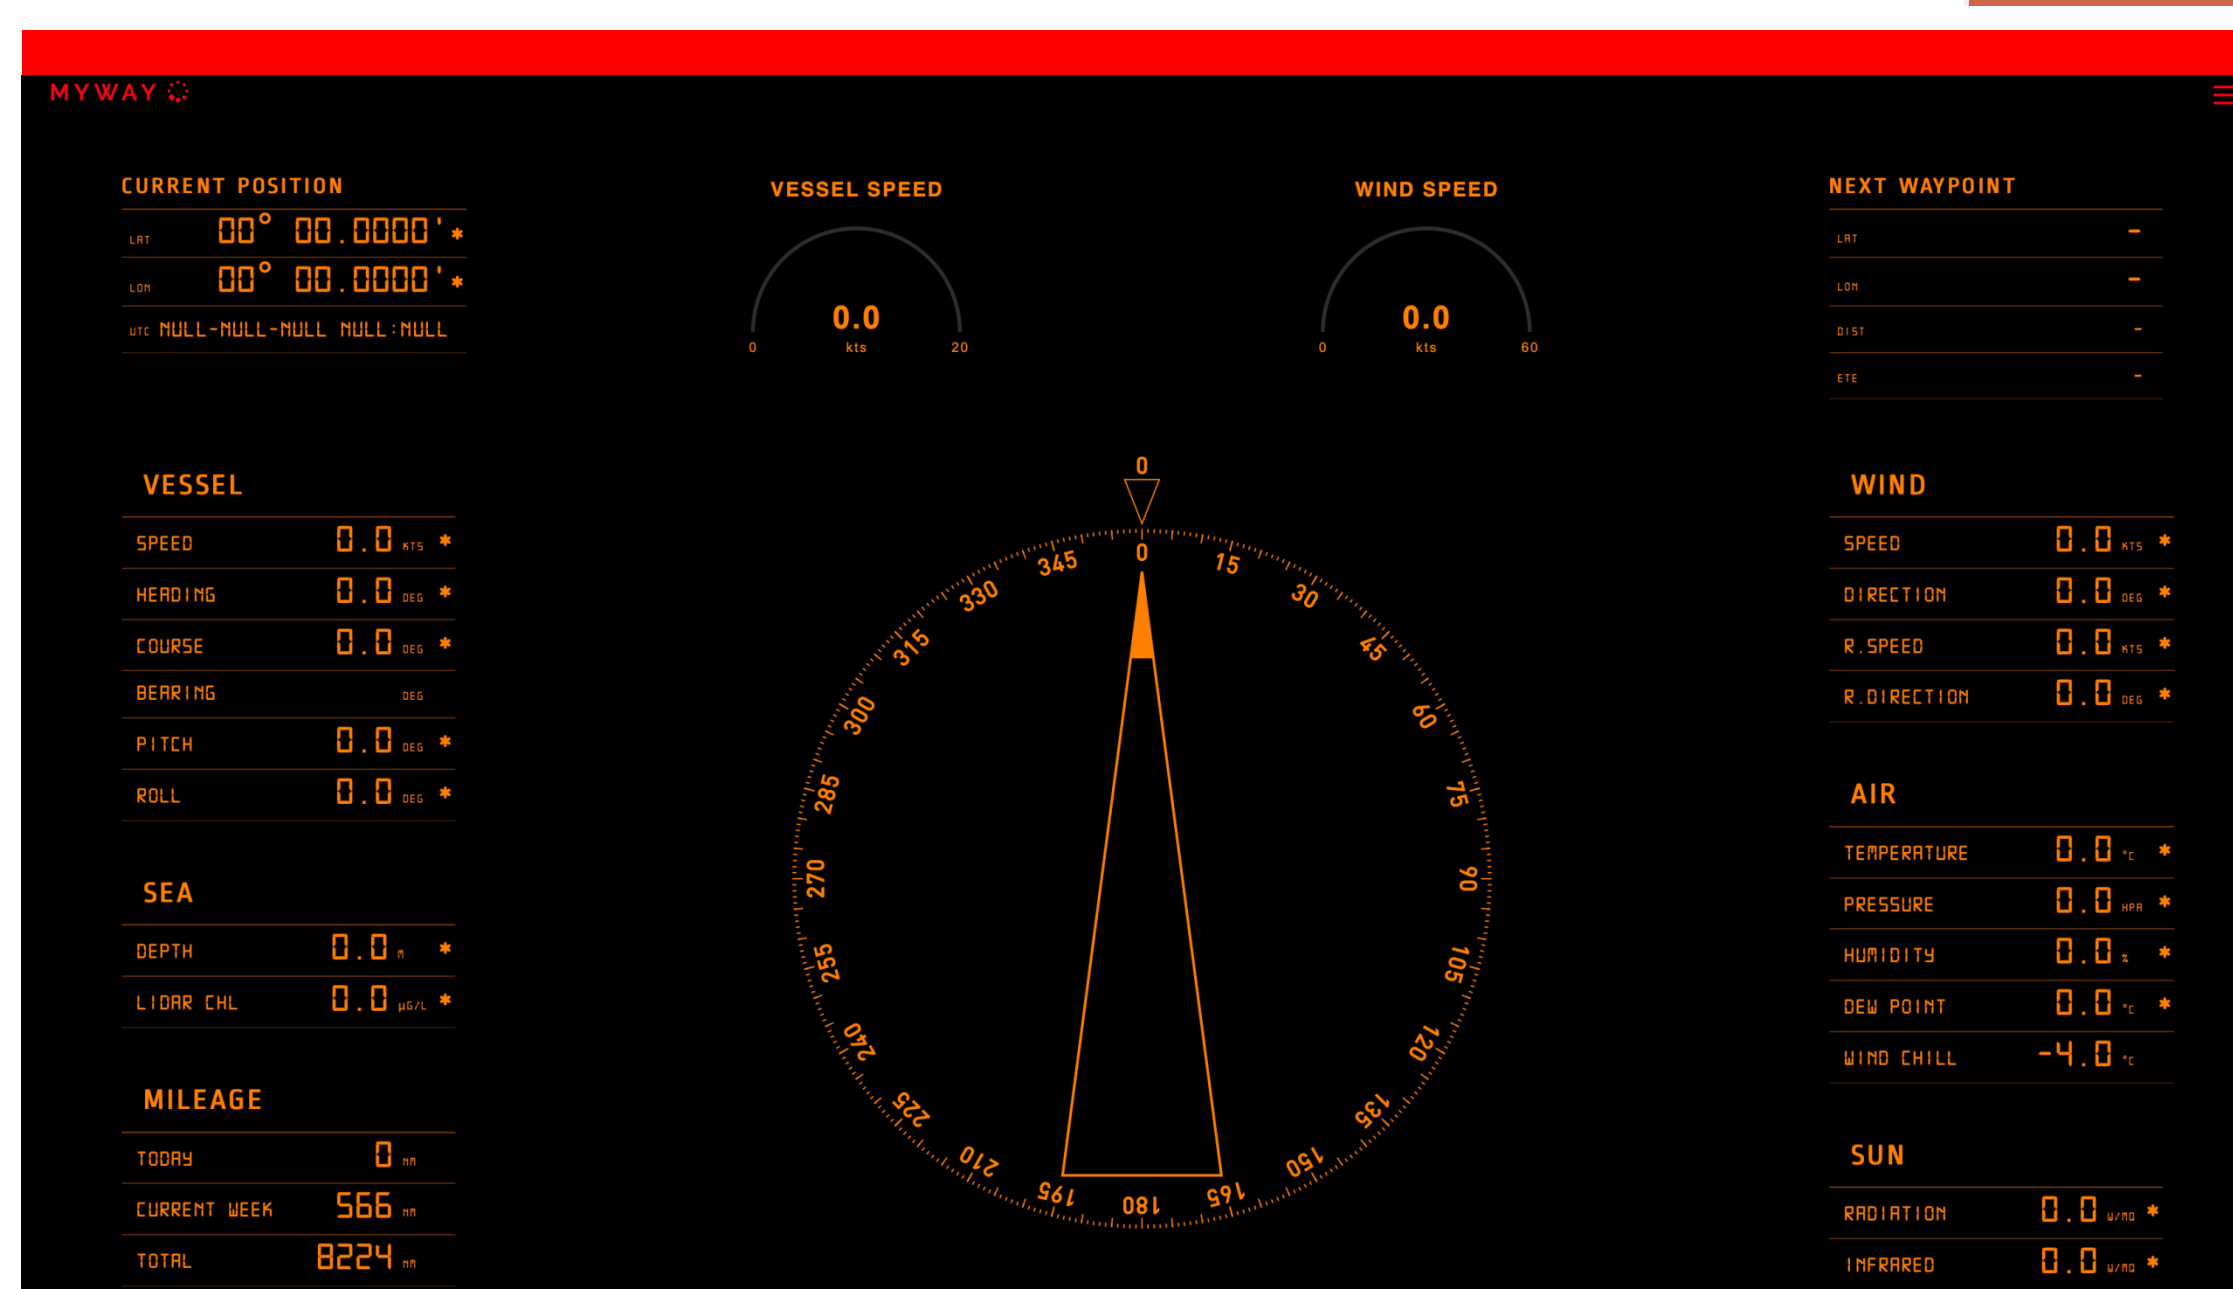 MYWAY
CURRENT POSITION
LAT 00° 00.0000' *
LON 00° 00.0000' *
UTC NULL-NULL-NULL NULL:NULL
VESSEL SPEED
0.0
0 kts 20
WIND SPEED
0.0
0 kts 60
NEXT WAYPOINT
LAT -
LON -
DIST -
ETE -
VESSEL
SPEED 0.0 KTS *
HEADING 0.0 DEG *
COURSE 0.0 DEG *
BEARING DEG
PITCH 0.0 DEG *
ROLL 0.0 DEG *
SEA
DEPTH 0.0 M *
LIDAR CHL 0.0 µG/L *
MILEAGE
TODAY 0 NM
CURRENT WEEK 566 NM
TOTAL 8224 NM
0
0
15
30
45
60
75
90
105
120
135
150
165
180
195
210
225
240
255
270
285
300
315
330
345
WIND
SPEED 0.0 KTS *
DIRECTION 0.0 DEG *
R.SPEED 0.0 KTS *
R.DIRECTION 0.0 DEG *
AIR
TEMPERATURE 0.0 °C *
PRESSURE 0.0 HPA *
HUMIDITY 0.0 % *
DEW POINT 0.0 °C *
WIND CHILL -4.0 °C
SUN
RADIATION 0.0 W/MQ *
INFRARED 0.0 W/MQ *